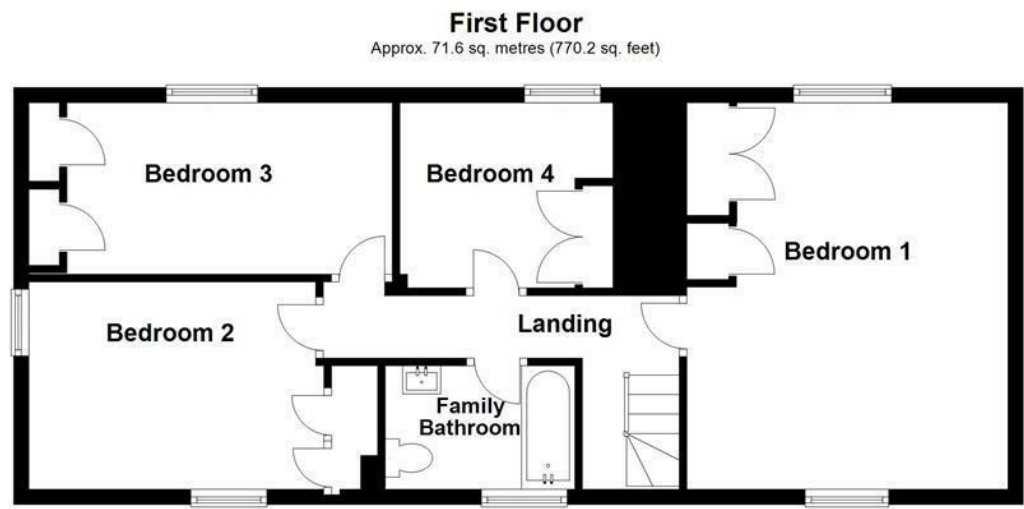 First Floor
Approx. 71.6 sq. metres (770.2 sq. feet)
Bedroom 3
Bedroom 4
Bedroom 1
Bedroom 2
Landing
Family
Bathroom